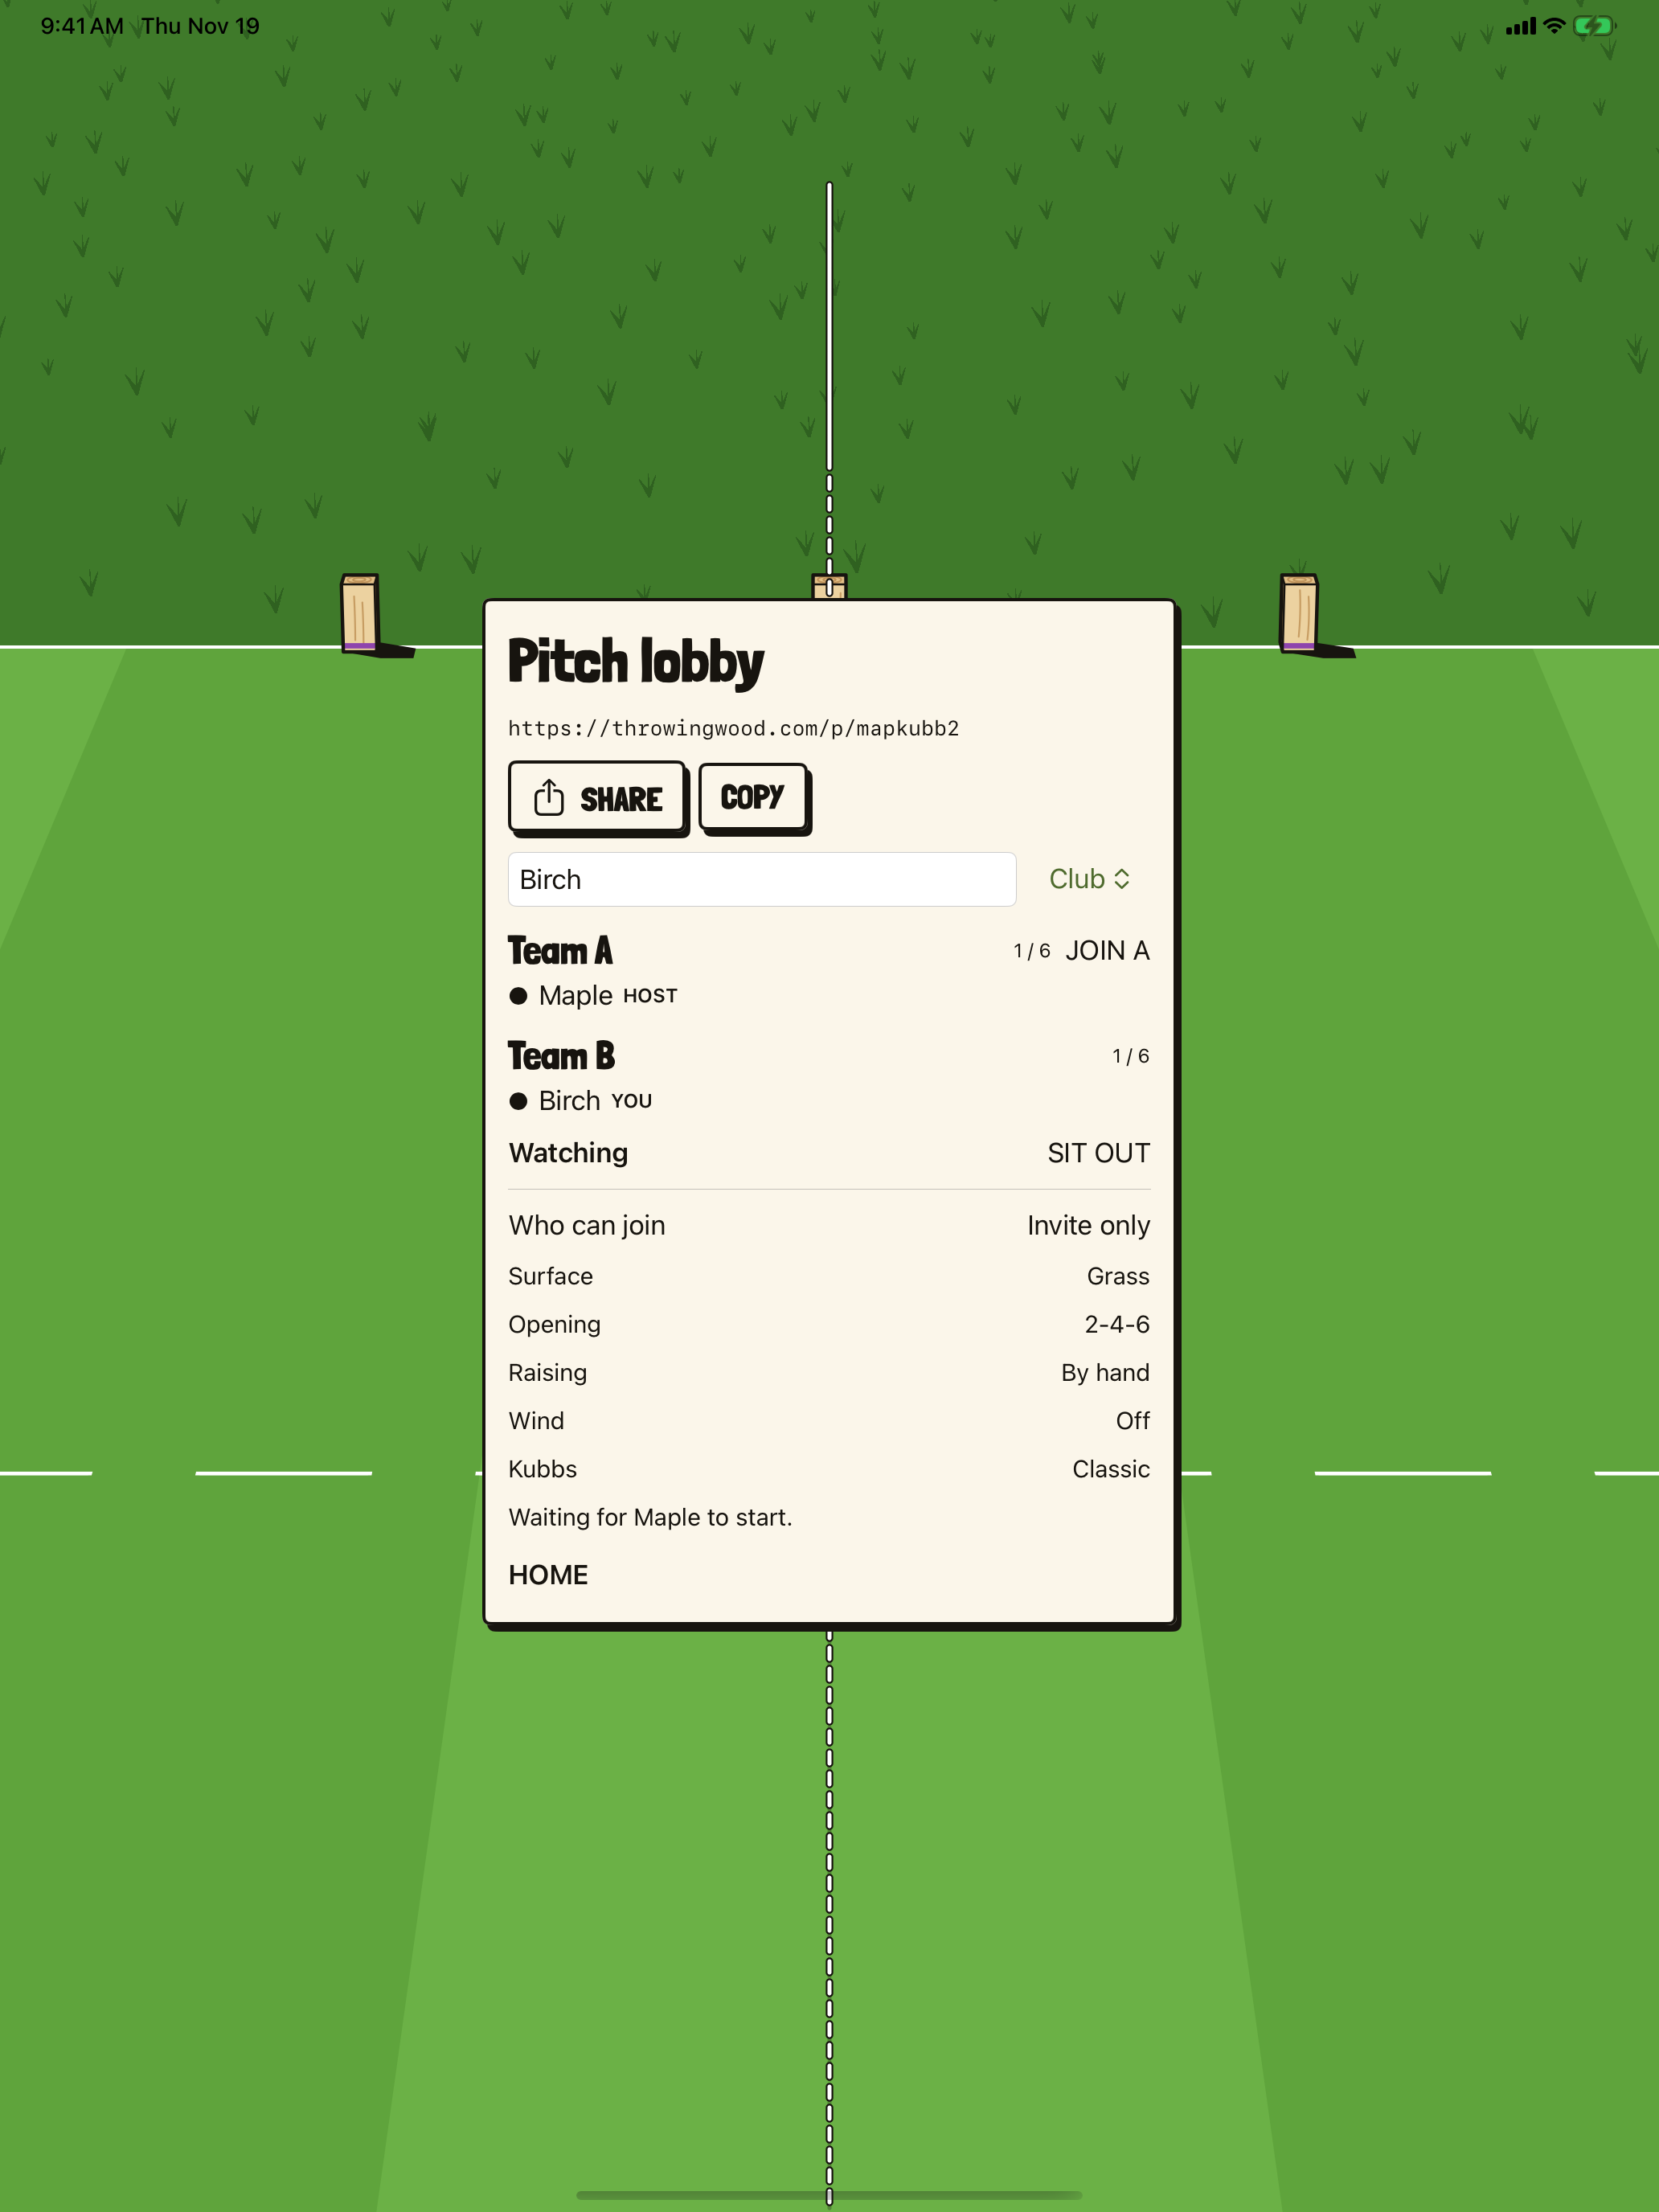 9:41 AM Thu Nov 19
Pitch lobby
https://throwingwood.com/p/mapkubb2
SHARE COPY
Birch Club
Team A 1 / 6 JOIN A
Maple HOST
Team B 1 / 6
Birch YOU
Watching SIT OUT
Who can join Invite only
Surface Grass
Opening 2-4-6
Raising By hand
Wind Off
Kubbs Classic
Waiting for Maple to start.
HOME